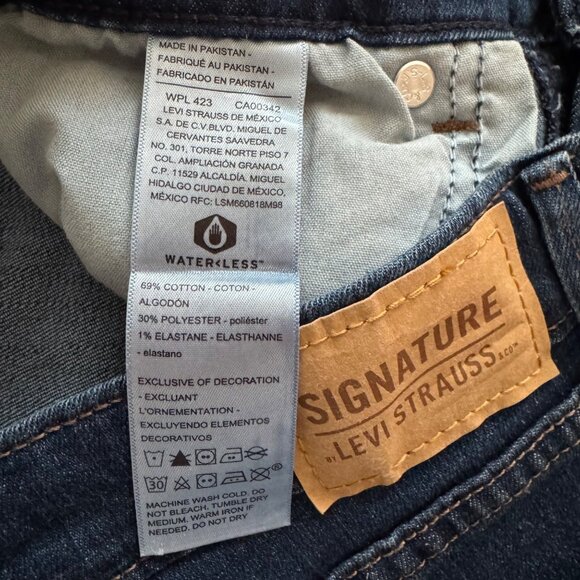 MADE IN PAKISTAN -
FABRIQUÉ AU PAKISTAN -
FABRICADO EN PAKISTÁN
WPL 423 CA00342
LEVI STRAUSS DE MÉXICO
S.A. DE C.V.BLVD. MIGUEL DE
CERVANTES SAAVEDRA
NO. 301, TORRE NORTE PISO 7
COL. AMPLIACIÓN GRANADA
C.P. 11529 ALCALDÍA. MIGUEL
HIDALGO CIUDAD DE MÉXICO,
MÉXICO RFC: LSM660818M98
WATER<LESS™
69% COTTON - COTON -
ALGODÓN
30% POLYESTER - poliéster
1% ELASTANE - ELASTHANNE
- elastano
EXCLUSIVE OF DECORATION
- EXCLUANT
L'ORNEMENTATION -
EXCLUYENDO ELEMENTOS
DECORATIVOS
30
MACHINE WASH COLD. DO
NOT BLEACH. TUMBLE DRY
MEDIUM. WARM IRON IF
NEEDED. DO NOT DRY
SIGNATURE
BY LEVI STRAUSS & CO™